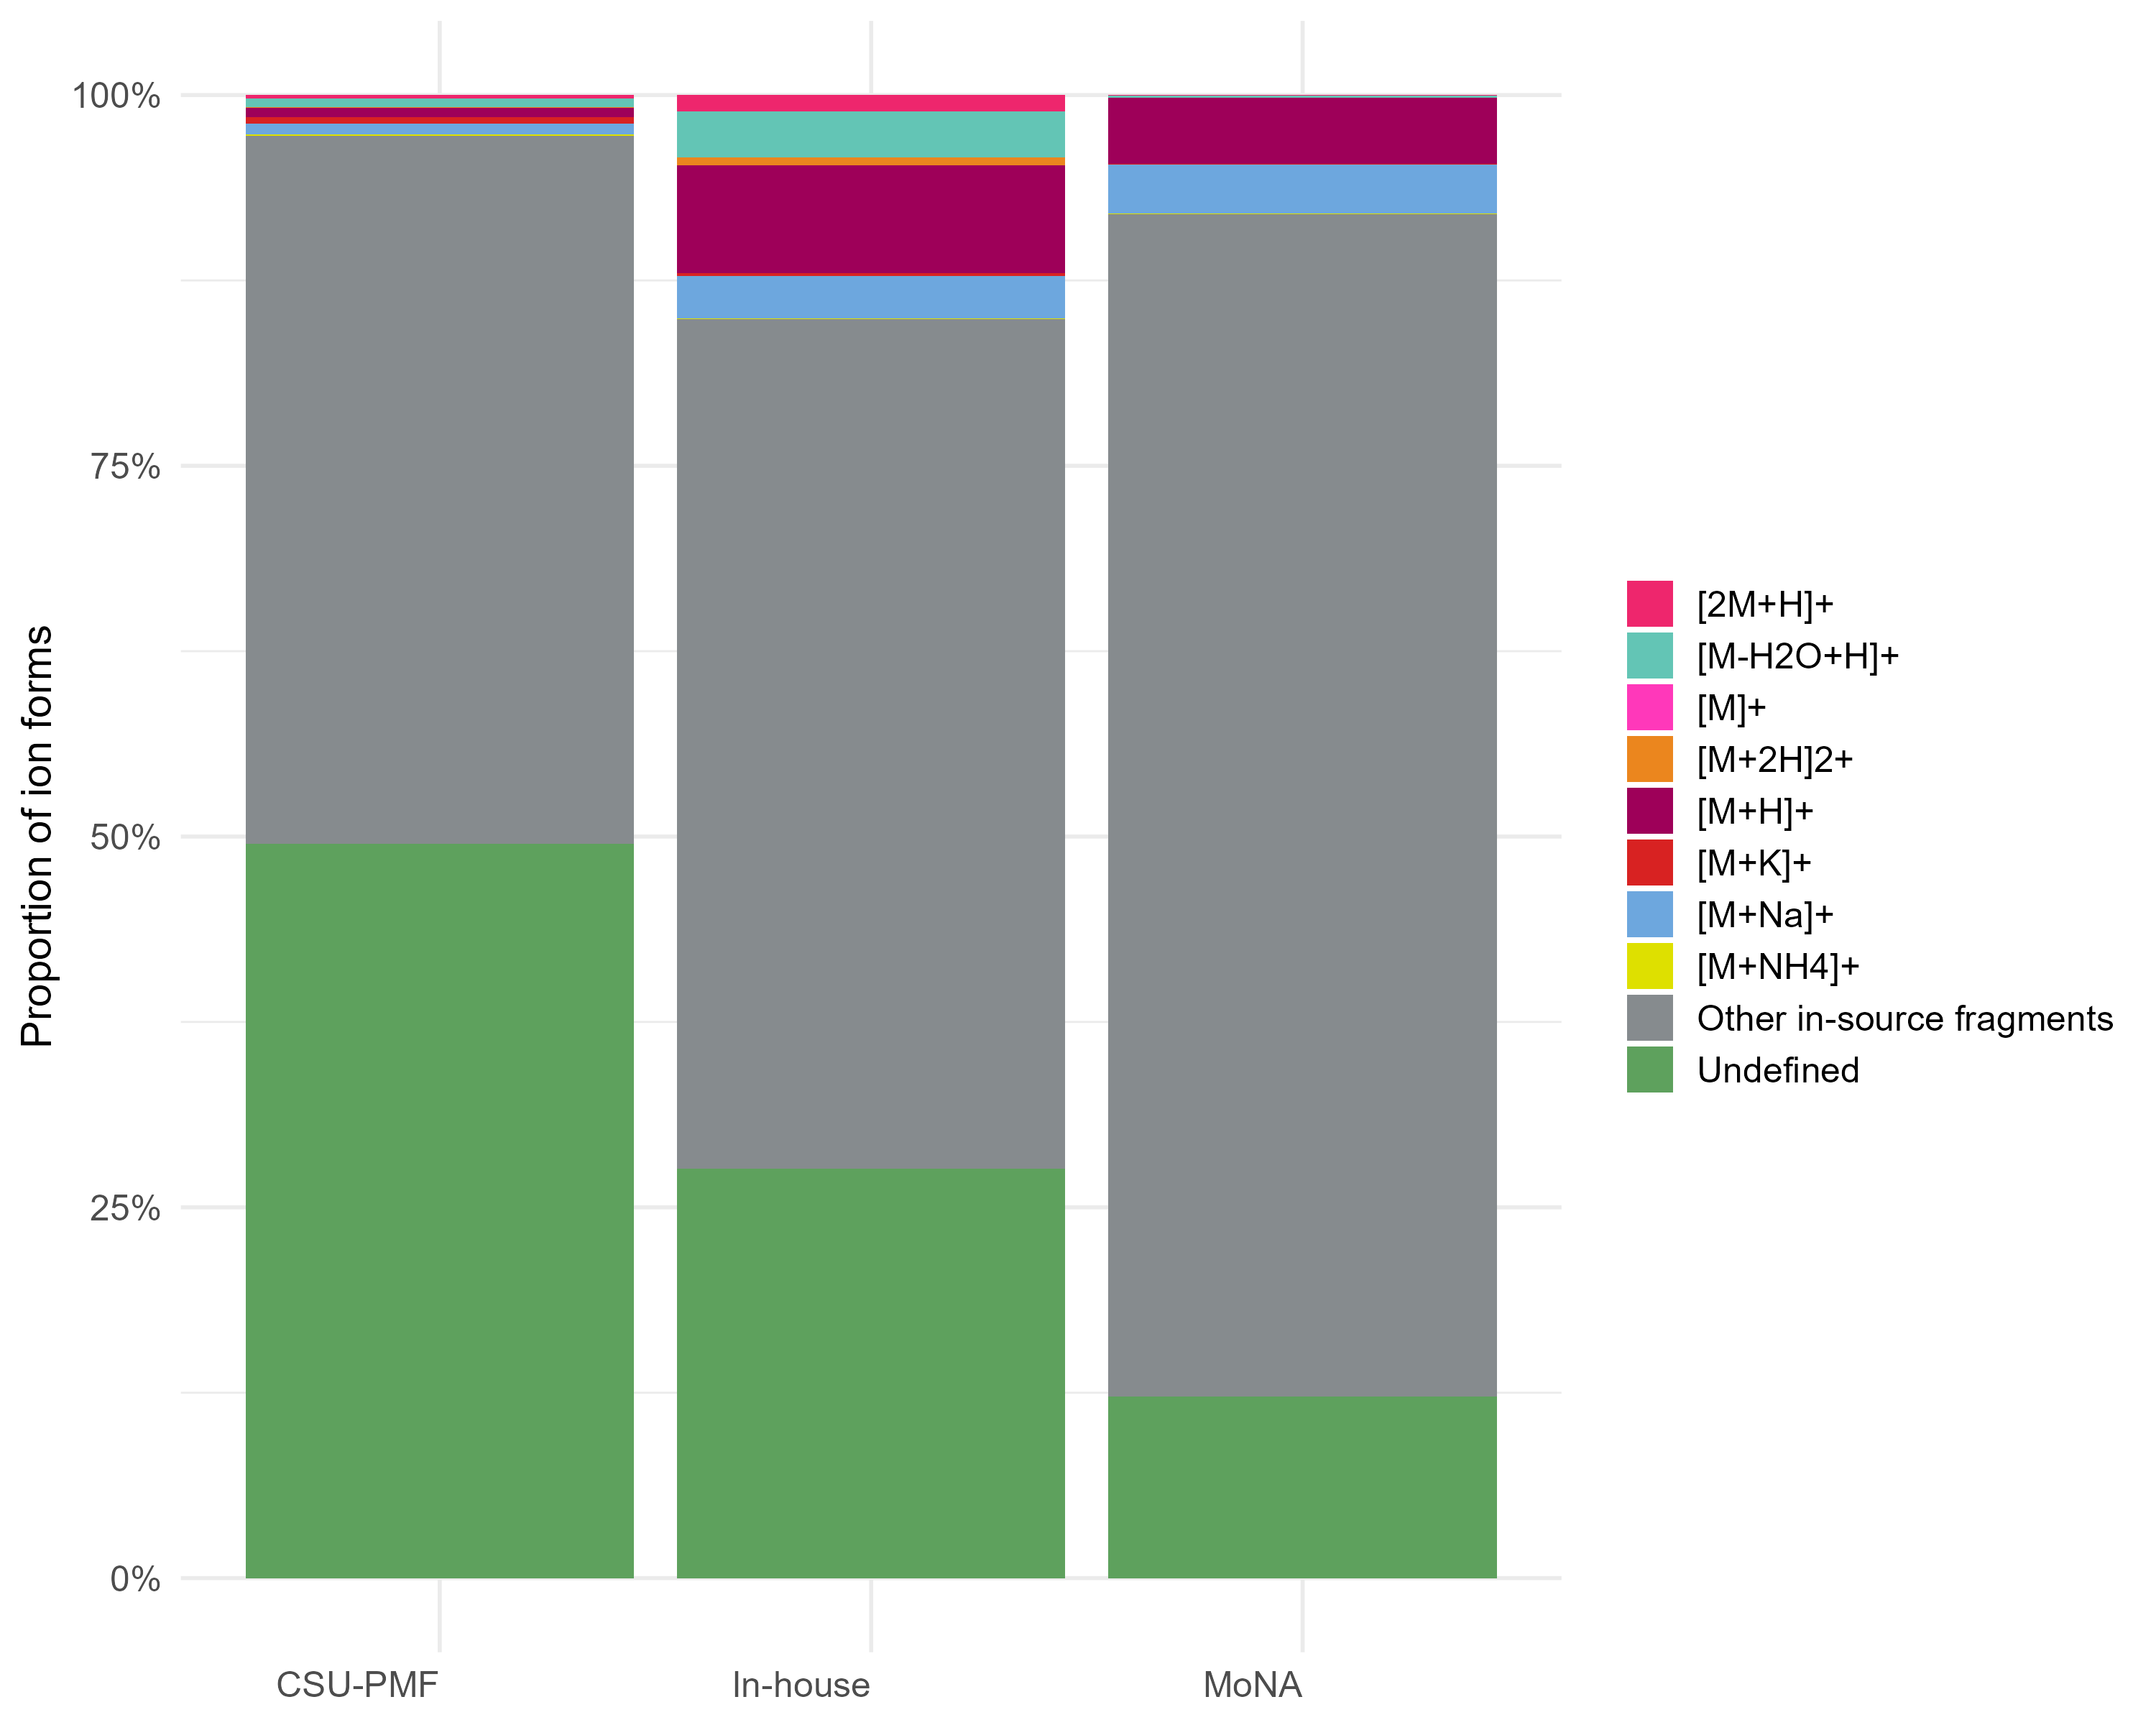 Proportion of ion forms
100%
75%
50%
25%
0%
CSU-PMF
In-house
MoNA
[2M+H]+
[M-H2O+H]+
[M]+
[M+2H]2+
[M+H]+
[M+K]+
[M+Na]+
[M+NH4]+
Other in-source fragments
Undefined